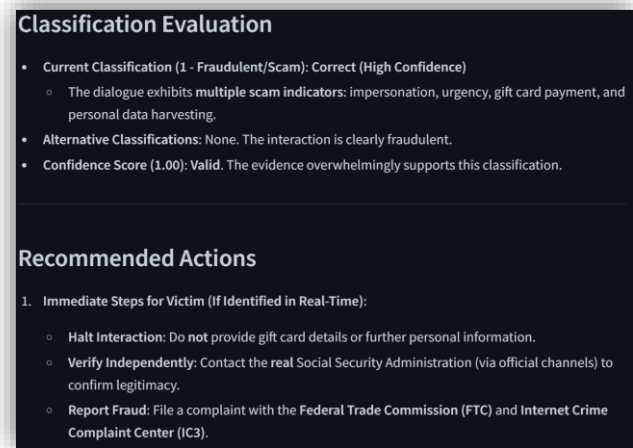 Classification Evaluation
• Current Classification (1 - Fraudulent/Scam): Correct (High Confidence)
◦ The dialogue exhibits multiple scam indicators: impersonation, urgency, gift card payment, and
personal data harvesting.
• Alternative Classifications: None. The interaction is clearly fraudulent.
• Confidence Score (1.00): Valid. The evidence overwhelmingly supports this classification.
Recommended Actions
1. Immediate Steps for Victim (If Identified in Real-Time):
◦ Halt Interaction: Do not provide gift card details or further personal information.
◦ Verify Independently: Contact the real Social Security Administration (via official channels) to
confirm legitimacy.
◦ Report Fraud: File a complaint with the Federal Trade Commission (FTC) and Internet Crime
Complaint Center (IC3).